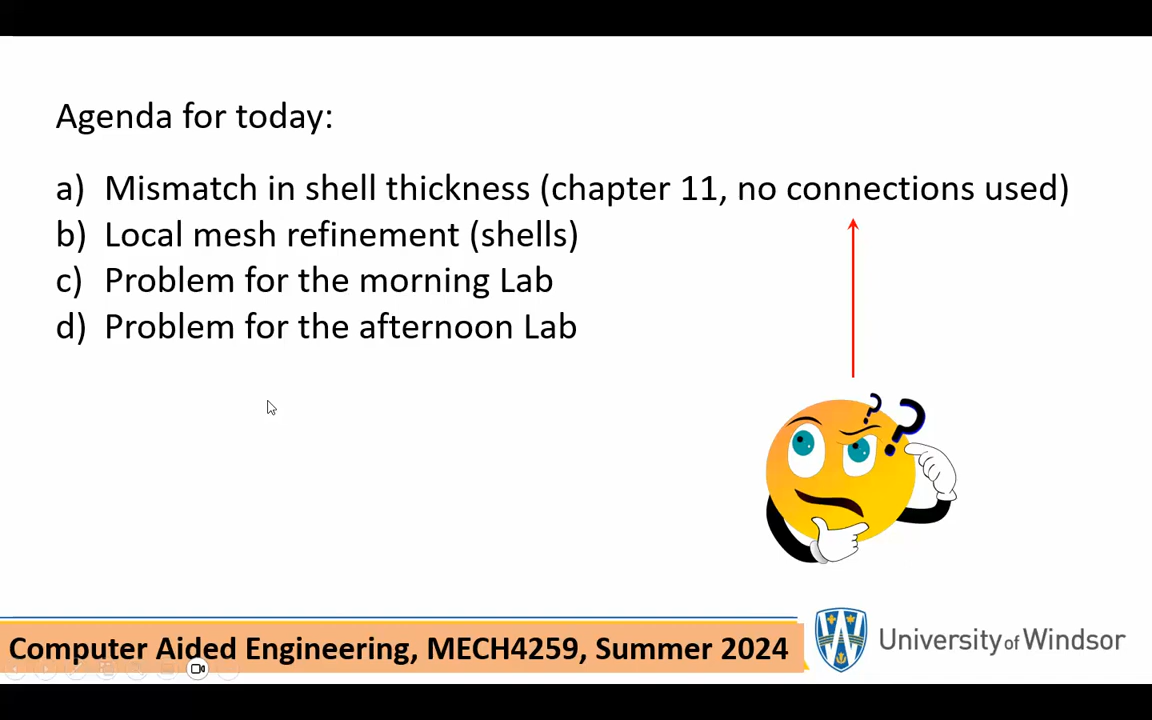 Agenda for today:
a) Mismatch in shell thickness (chapter 11, no connections used)
b) Local mesh refinement (shells)
c) Problem for the morning Lab
d) Problem for the afternoon Lab
? ?
Computer Aided Engineering, MECH4259, Summer 2024
University of Windsor